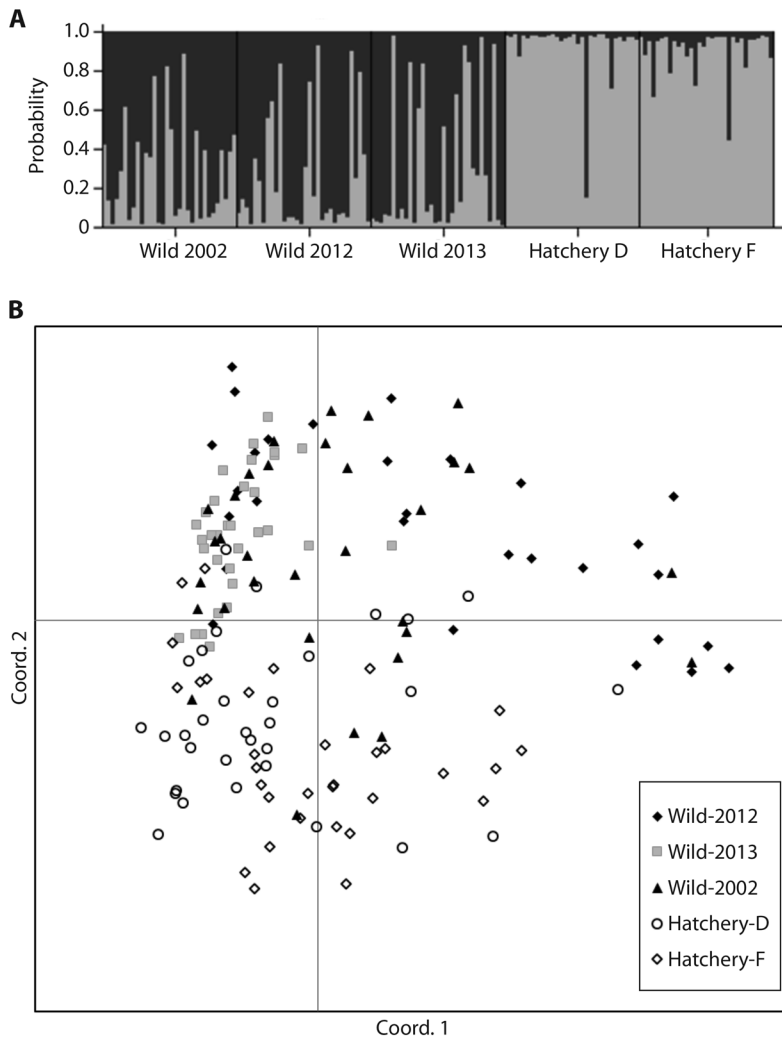 A
1.0
0.8
0.6
0.4
0.2
0
Probability
Wild 2002 Wild 2012 Wild 2013 Hatchery D Hatchery F
B
Coord. 2
Wild-2012
Wild-2013
Wild-2002
Hatchery-D
Hatchery-F
Coord. 1